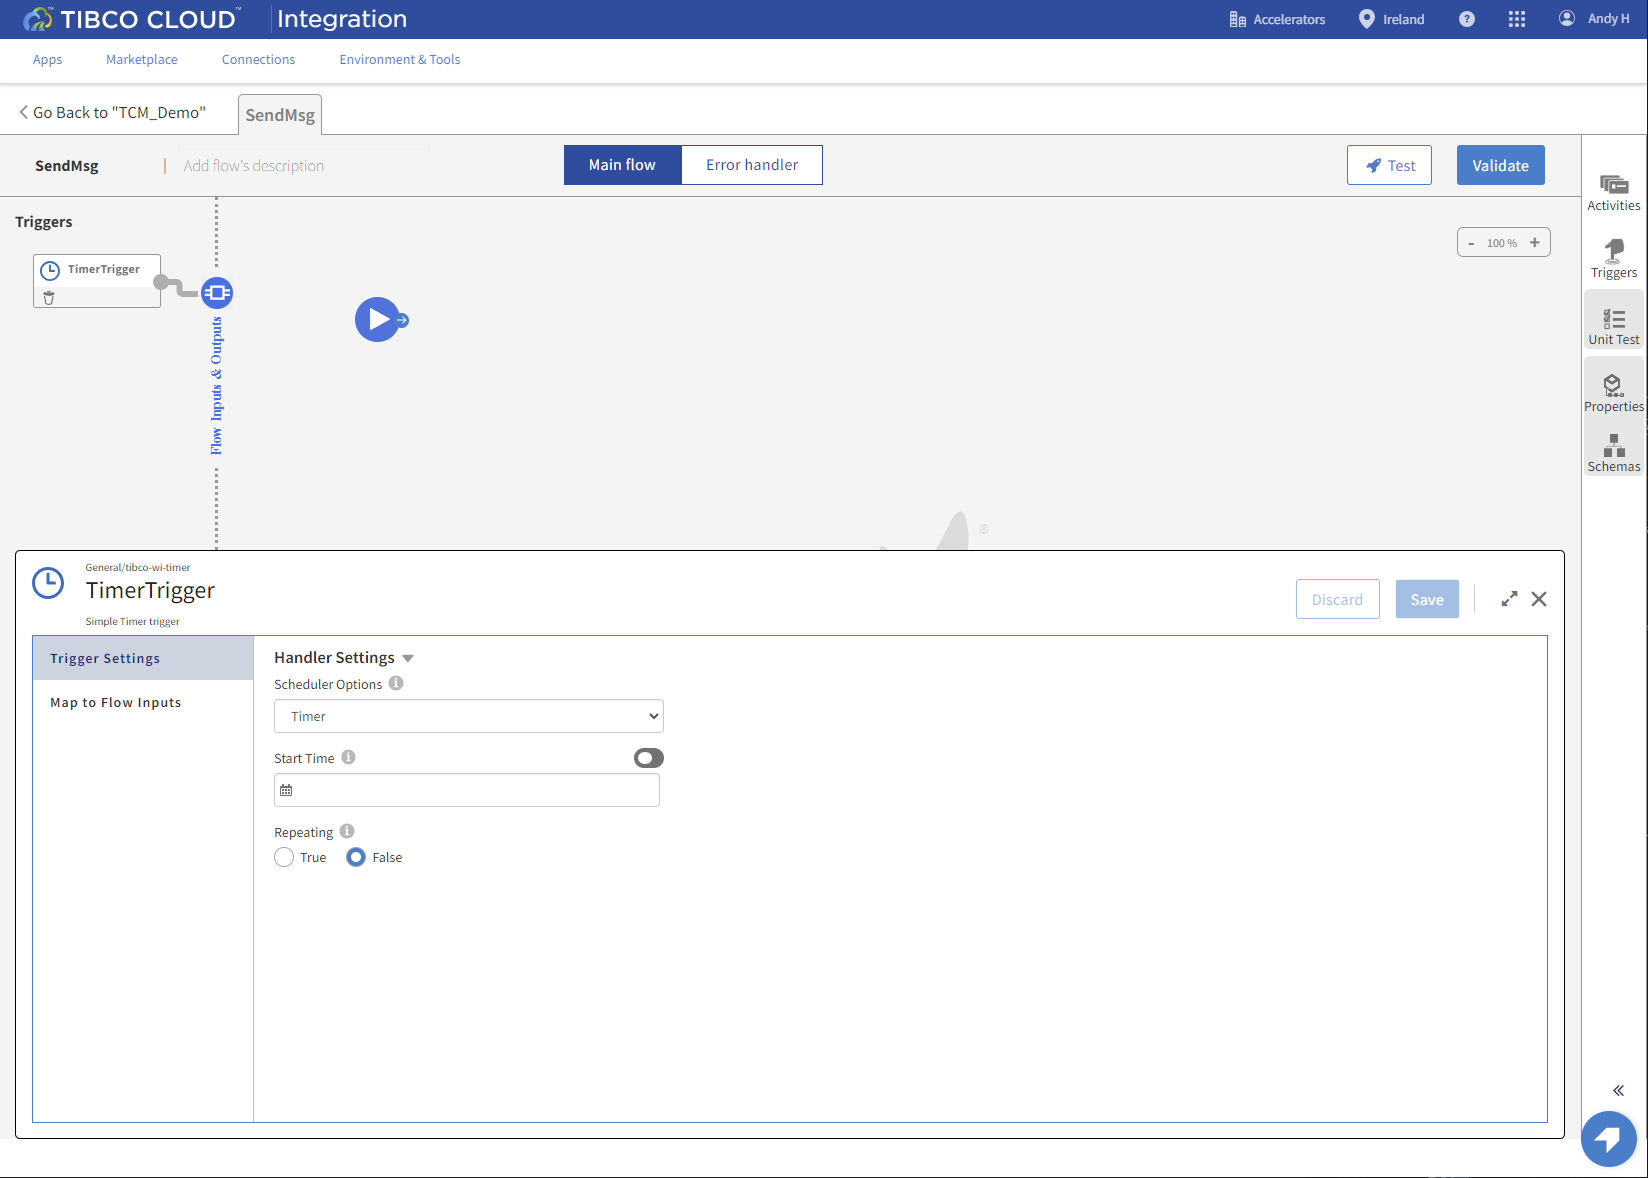 TIBCO CLOUD™ Integration
Accelerators Ireland ? Andy H
Apps Marketplace Connections Environment & Tools
Go Back to "TCM_Demo" SendMsg
SendMsg | Add flow's description Main flow Error handler Test Validate
Activities
Triggers
- 100 % +
TimerTrigger
Triggers
Flow Inputs & Outputs
Unit Test
Properties
Schemas
®
General/tibco-wi-timer
TimerTrigger
Simple Timer trigger
Discard Save
Trigger Settings
Map to Flow Inputs
Handler Settings
Scheduler Options
Timer
Start Time
Repeating
True False